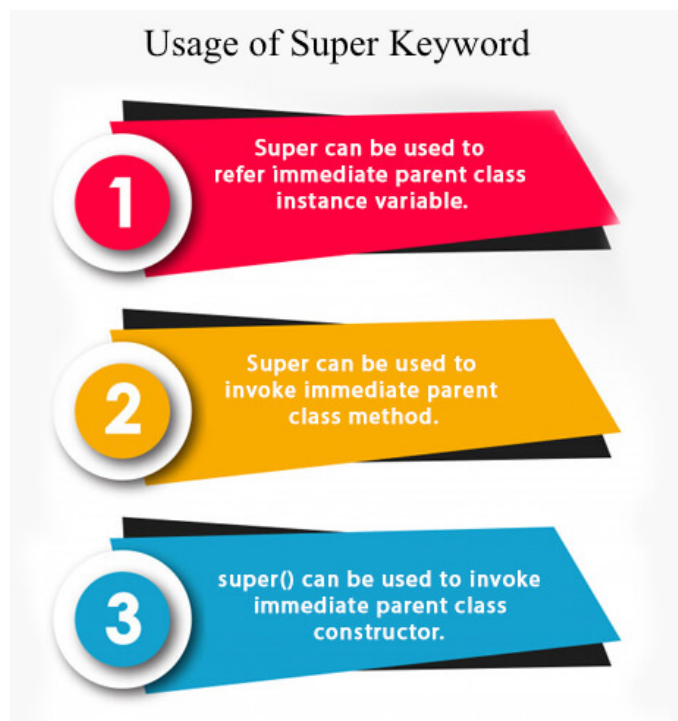 Usage of Super Keyword
1
Super can be used to
refer immediate parent class
instance variable.
2
Super can be used to
invoke immediate parent
class method.
3
super() can be used to invoke
immediate parent class
constructor.